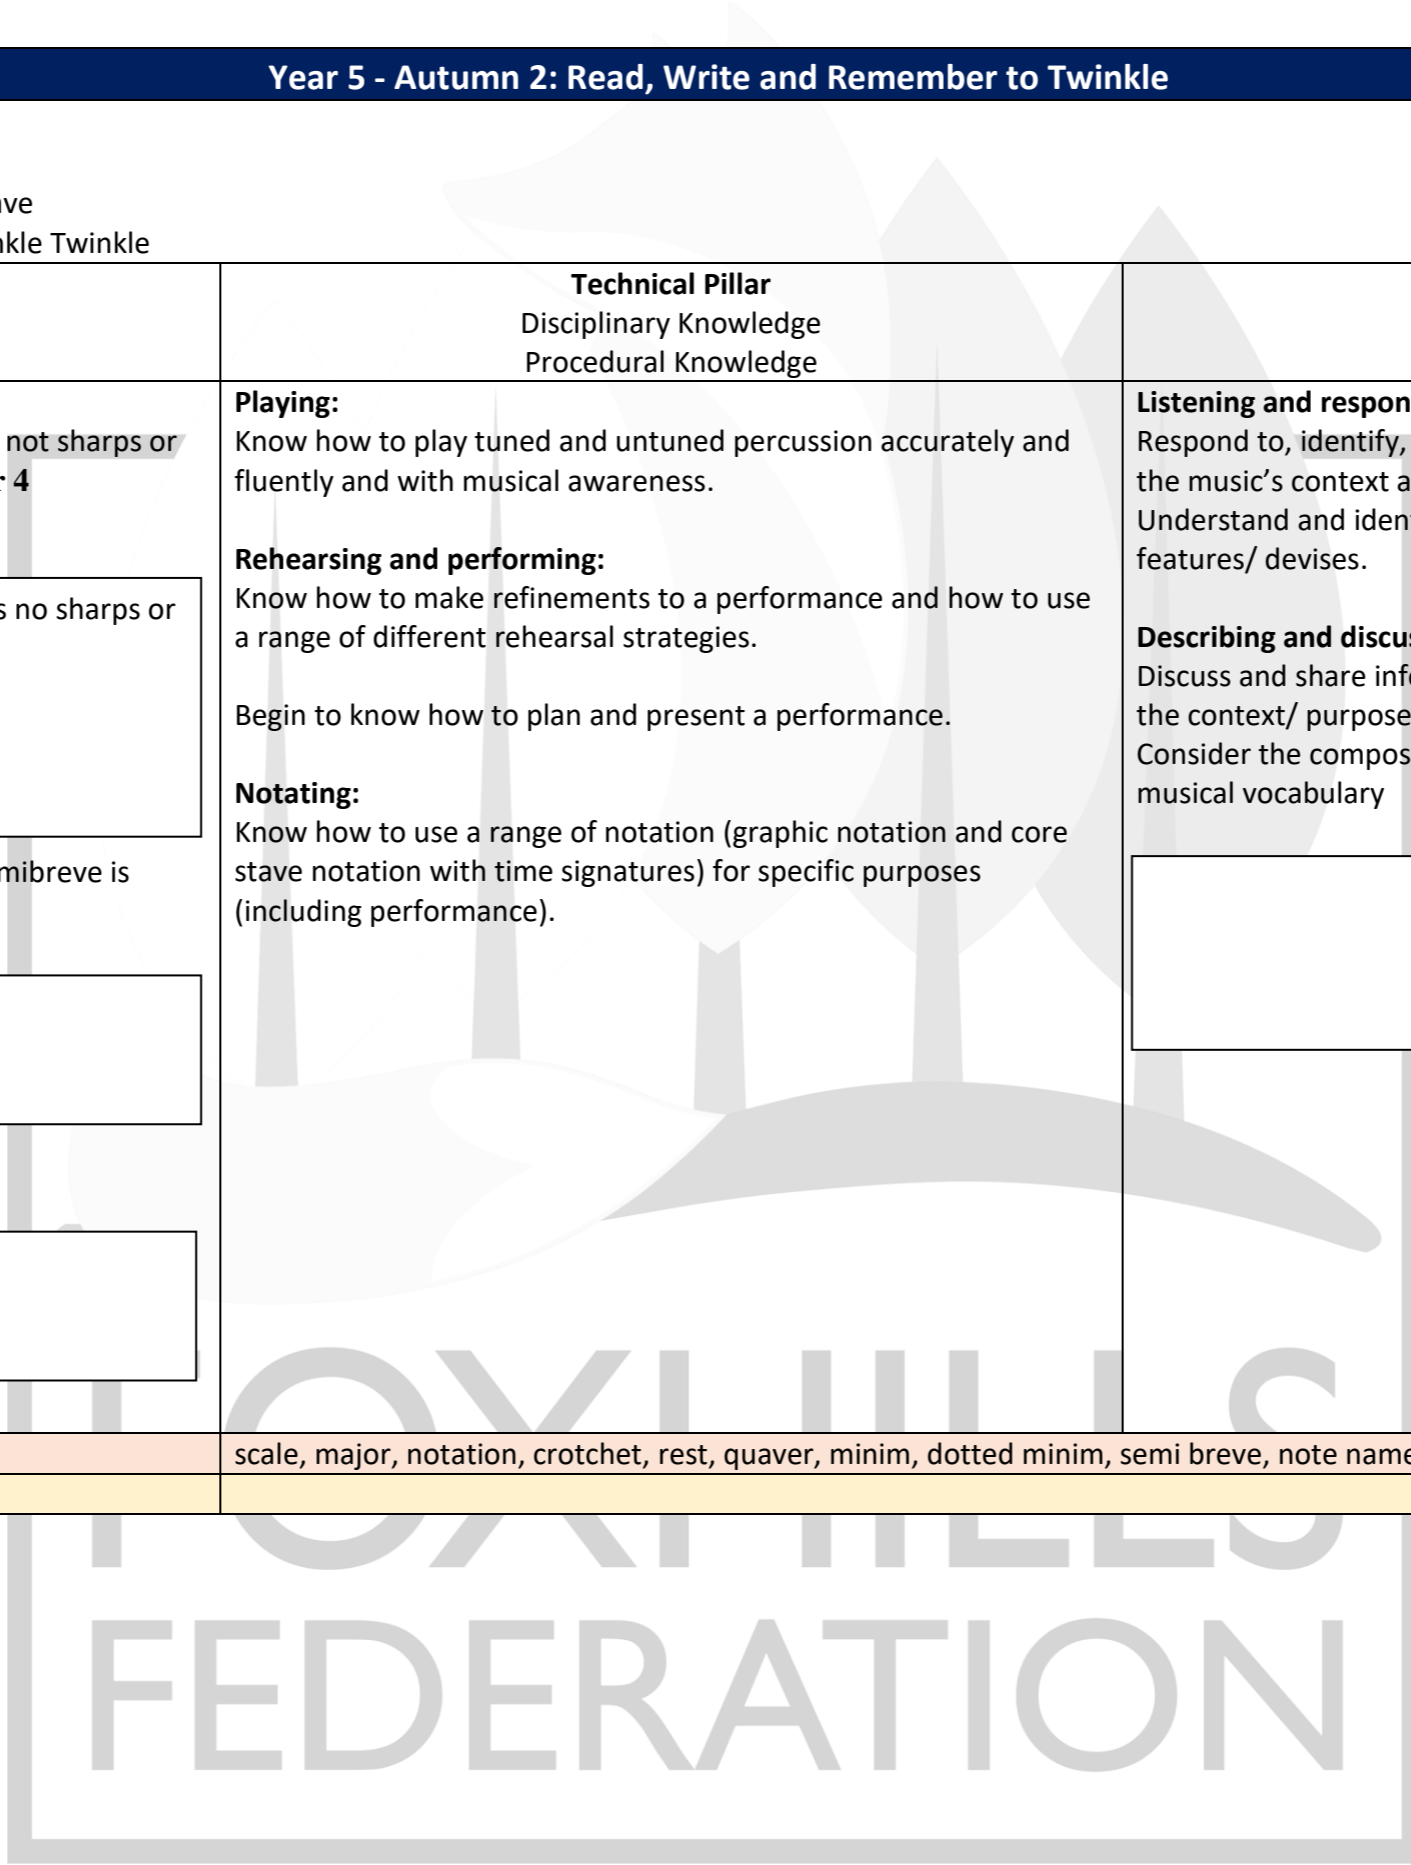 Year 5 - Autumn 2: Read, Write and Remember to Twinkle
Twinkle
Technical Pillar
Disciplinary Knowledge
Procedural Knowledge
not sharps or
4
s no sharps or
is
Playing:
Know how to play tuned and untuned percussion accurately and
fluently and with musical awareness.
Rehearsing and performing:
Know how to make refinements to a performance and how to use
a range of different rehearsal strategies.
Begin to know how to plan and present a performance.
Notating:
Know how to use a range of notation (graphic notation and core
stave notation with time signatures) for specific purposes
(including performance).
Listening and respon
Respond to, identify,
the music's context a
Understand and iden
features/ devises.
Describing and discus
Discuss and share inf
the context/ purpose
Consider the compos
musical vocabulary
scale, major, notation, crotchet, rest, quaver, minim, dotted minim, semi breve, note name
FOXHILLS
FEDERATION